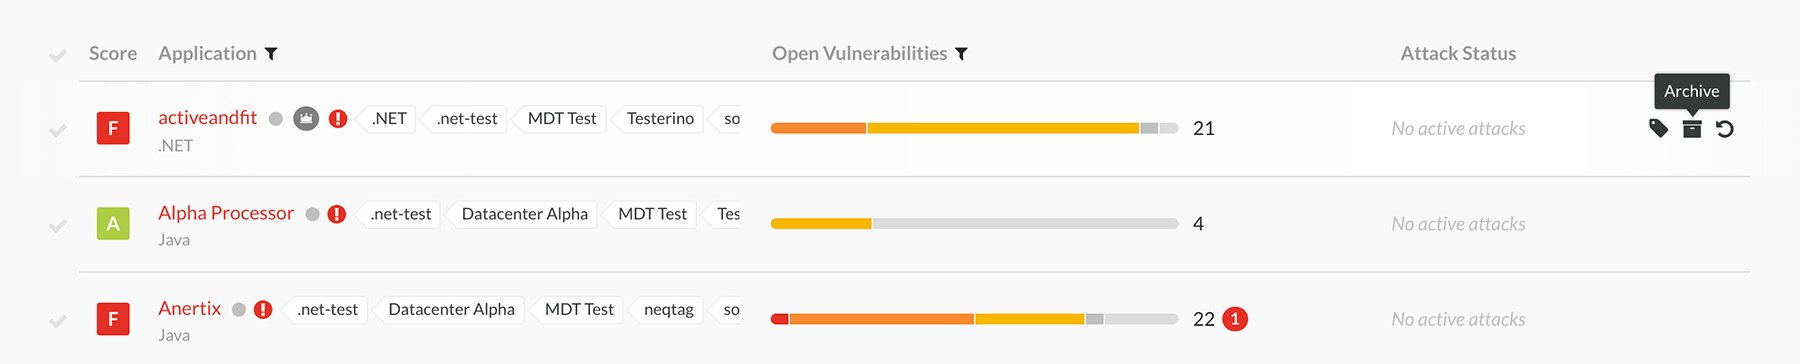 Score Application Open Vulnerabilities Attack Status
Archive
F activeandfit .NET .net-test MDT Test Testerino so 21 No active attacks
.NET
A Alpha Processor .net-test Datacenter Alpha MDT Test Tes 4 No active attacks
Java
F Anertix .net-test Datacenter Alpha MDT Test neqtag so 22 1 No active attacks
Java